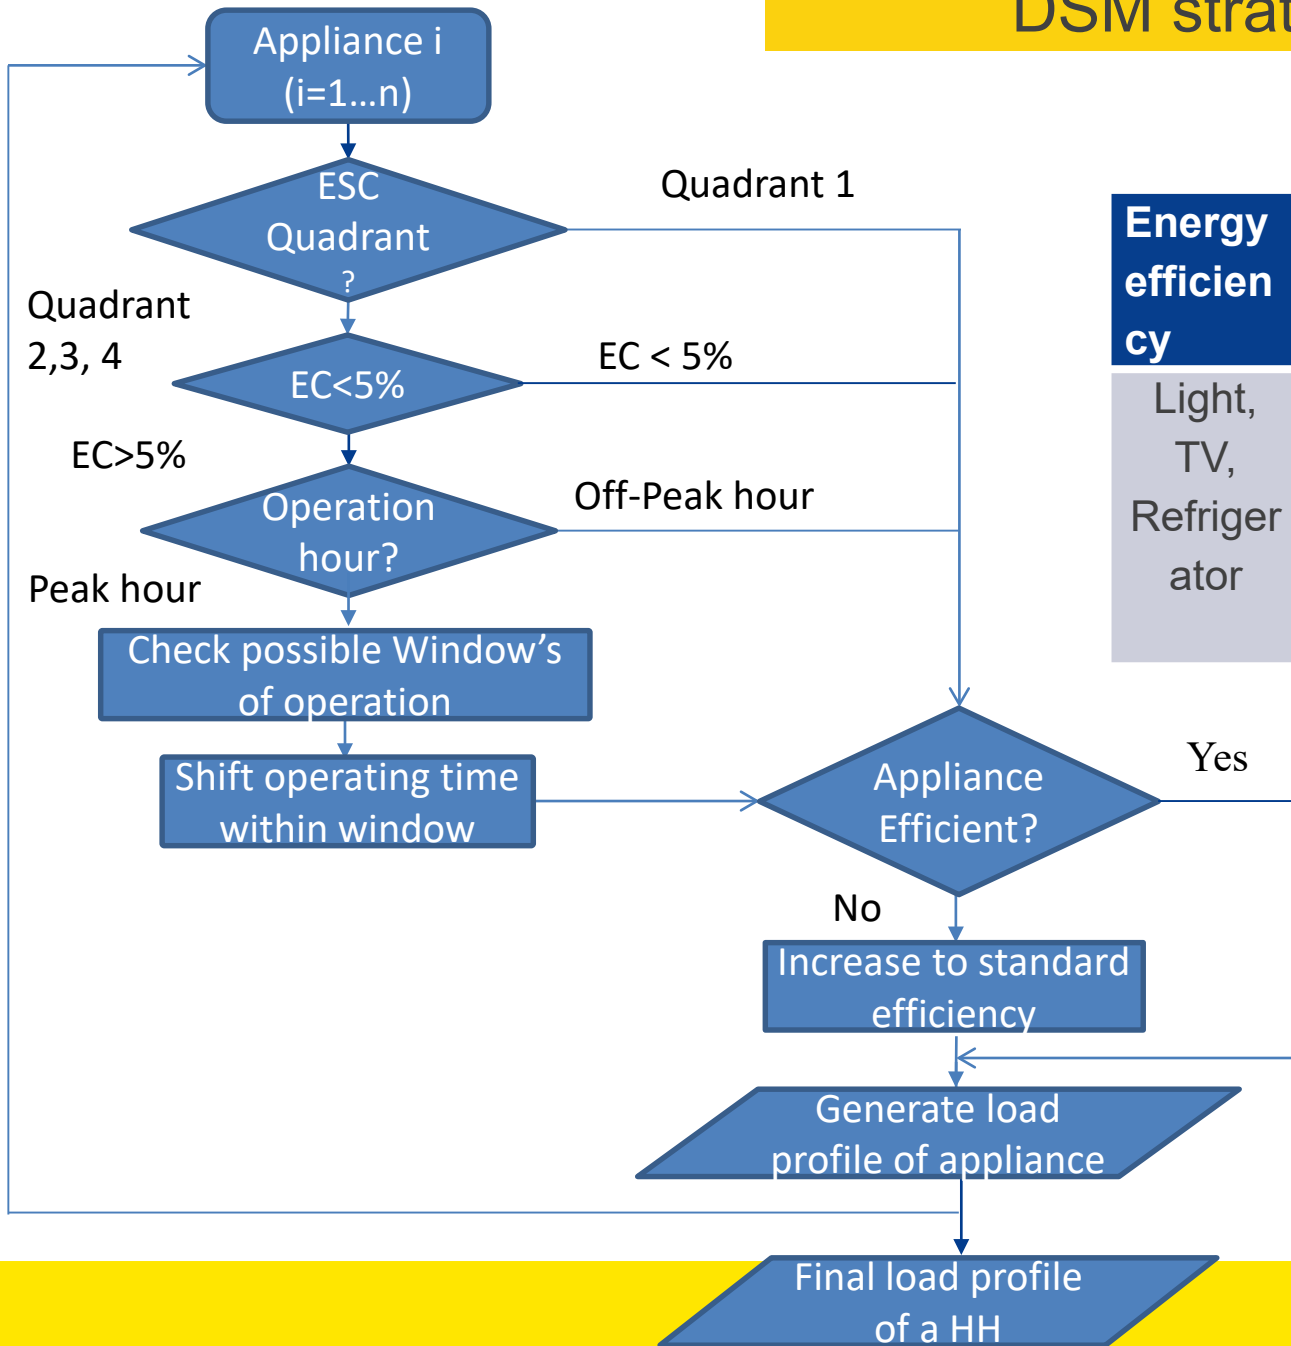 DSM strat
Appliance i
(i=1...n)
ESC
Quadrant
?
Quadrant 1
Quadrant
2,3, 4
EC<5%
EC < 5%
EC>5%
Operation
hour?
Off-Peak hour
Peak hour
Check possible Window’s
of operation
Shift operating time
within window
Appliance
Efficient?
Yes
No
Increase to standard
efficiency
Generate load
profile of appliance
Final load profile
of a HH
Energy
efficien
cy
Light,
TV,
Refriger
ator